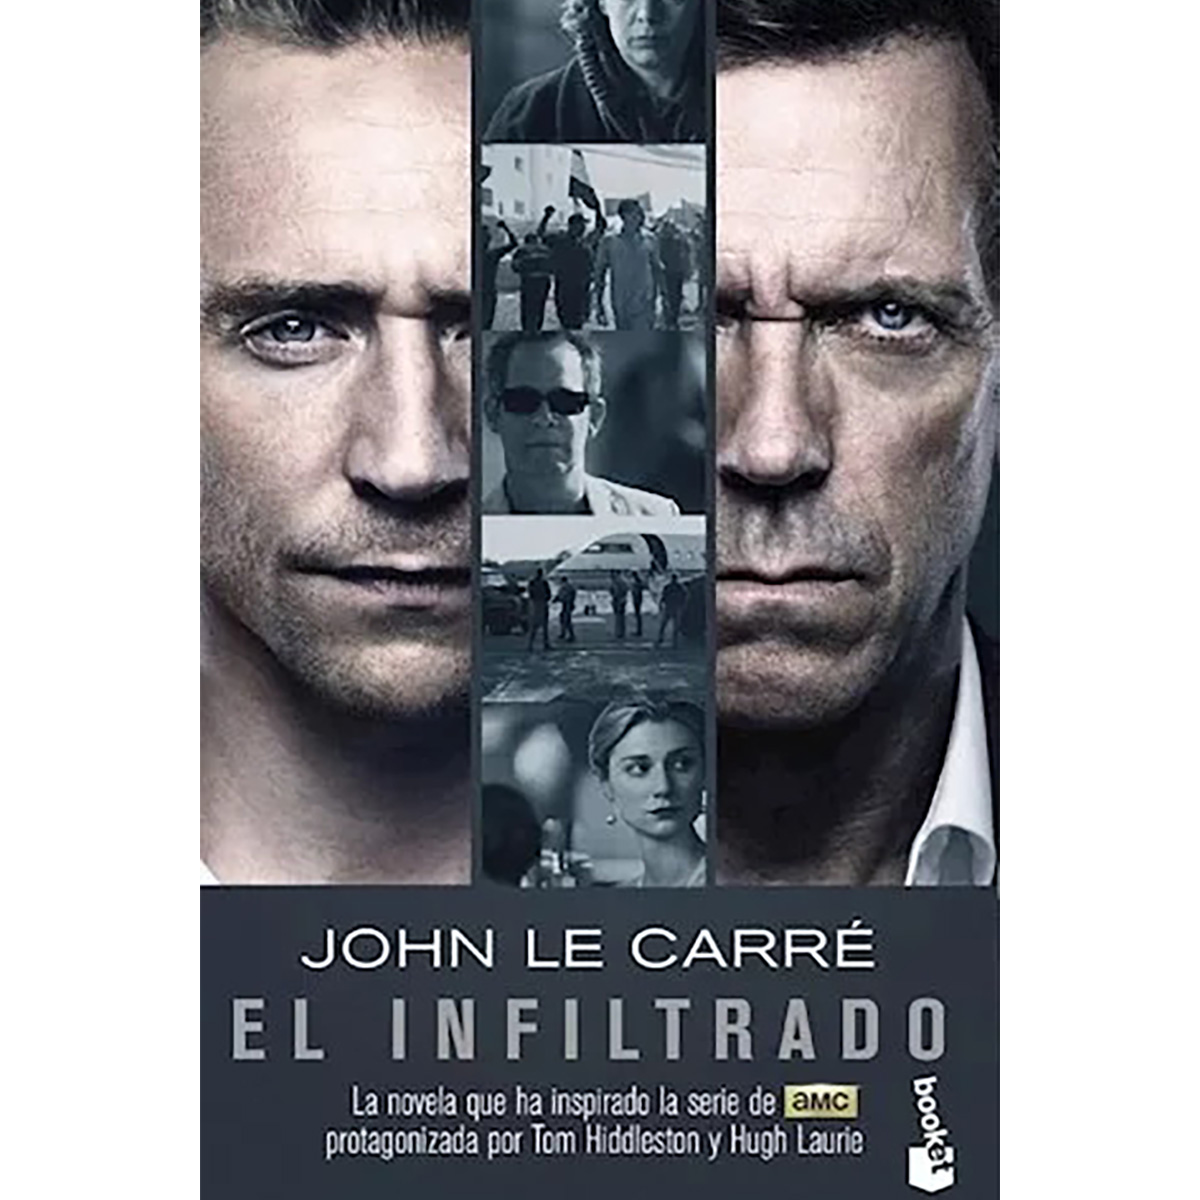 JOHN LE CARRÉ
EL INFILTRADO
La novela que ha inspirado la serie de aMC
protagonizada por Tom Hiddleston y Hugh Laurie
booket